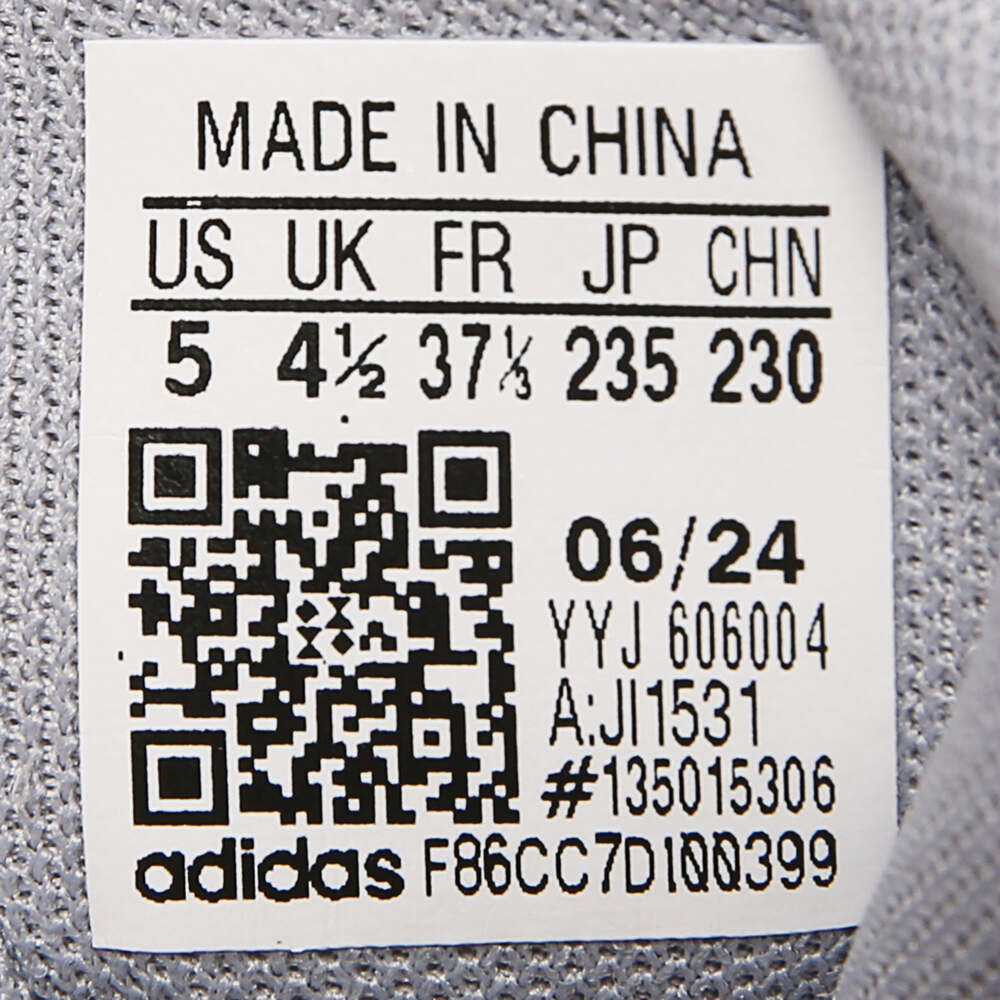 MADE IN CHINA
US UK FR JP CHN
5 4½ 37⅓ 235 230
06/24
YYJ 606004
A:JI1531
#135015306
adidas F86CC7D100399